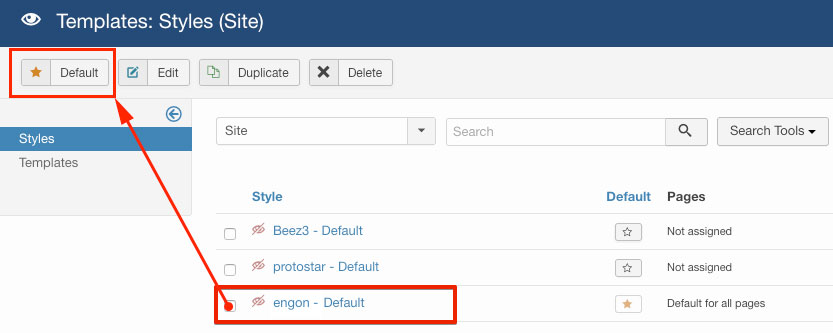 Templates: Styles (Site)
Default Edit Duplicate Delete
Styles
Templates
Site Search Search Tools
Style Default Pages
Beez3 - Default Not assigned
protostar - Default Not assigned
engon - Default Default for all pages